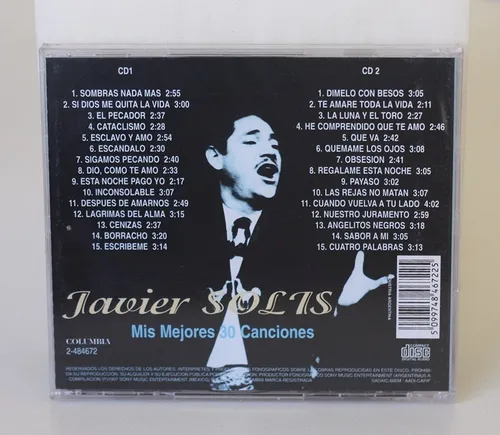 CD1
1. SOMBRAS NADA MAS 2:55
2. SI DIOS ME QUITA LA VIDA 3:00
3. EL PECADOR 2:37
4. CATACLISMO 2:28
5. ESCLAVO Y AMO 2:54
6. ESCANDALO 2:30
7. SIGAMOS PECANDO 2:40
8. DIO, COMO TE AMO 2:33
9. ESTA NOCHE PAGO YO 2:17
10. INCONSOLABLE 3:07
11. DESPUES DE AMARNOS 2:49
12. LAGRIMAS DEL ALMA 3:15
13. CENIZAS 2:37
14. BORRACHO 3:20
15. ESCRIBEME 3:14
CD 2
1. DIMELO CON BESOS 3:05
2. TE AMARE TODA LA VIDA 2:11
3. LA LUNA Y EL TORO 2:27
4. HE COMPRENDIDO QUE TE AMO 2:46
5. QUE VA 2:42
6. QUEMAME LOS OJOS 3:08
7. OBSESION 2:41
8. REGALAME ESTA NOCHE 3:05
9. PAYASO 3:02
10. LAS REJAS NO MATAN 3:07
11. CUANDO VUELVA A TU LADO 4:02
12. NUESTRO JURAMENTO 2:59
13. ANGELITOS NEGROS 3:18
14. SABOR A MI 3:05
15. CUATRO PALABRAS 3:13
Javier SOLIS
Mis Mejores 30 Canciones
5 099748 467225
INDUSTRIA ARGENTINA
COLUMBIA
2-484672
COMPACT
disc
DIGITAL AUDIO